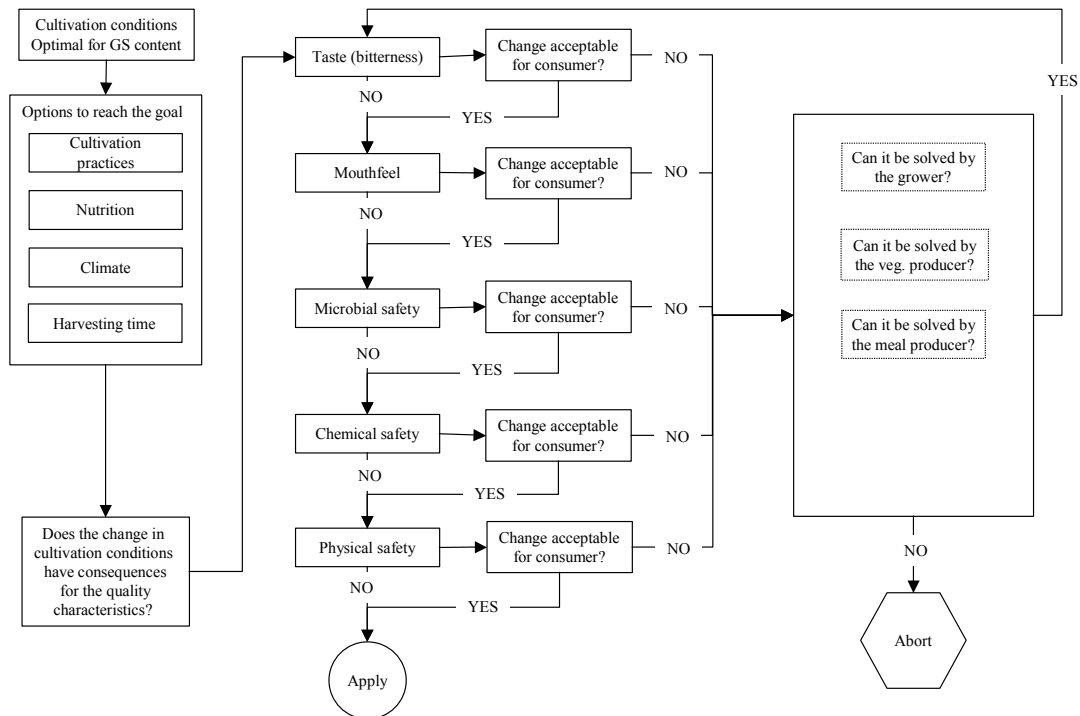 Cultivation conditions
Optimal for GS content
Options to reach the goal
Cultivation
practices
Nutrition
Climate
Harvesting time
Does the change in
cultivation conditions
have consequences
for the quality
characteristics?
Taste (bitterness)
Change acceptable
for consumer?
NO
NO
YES
Mouthfeel
Change acceptable
for consumer?
NO
NO
YES
Microbial safety
Change acceptable
for consumer?
NO
NO
YES
Chemical safety
Change acceptable
for consumer?
NO
NO
YES
Physical safety
Change acceptable
for consumer?
NO
NO
YES
Apply
Can it be solved by
the grower?
Can it be solved by
the veg. producer?
Can it be solved by
the meal producer?
YES
NO
Abort